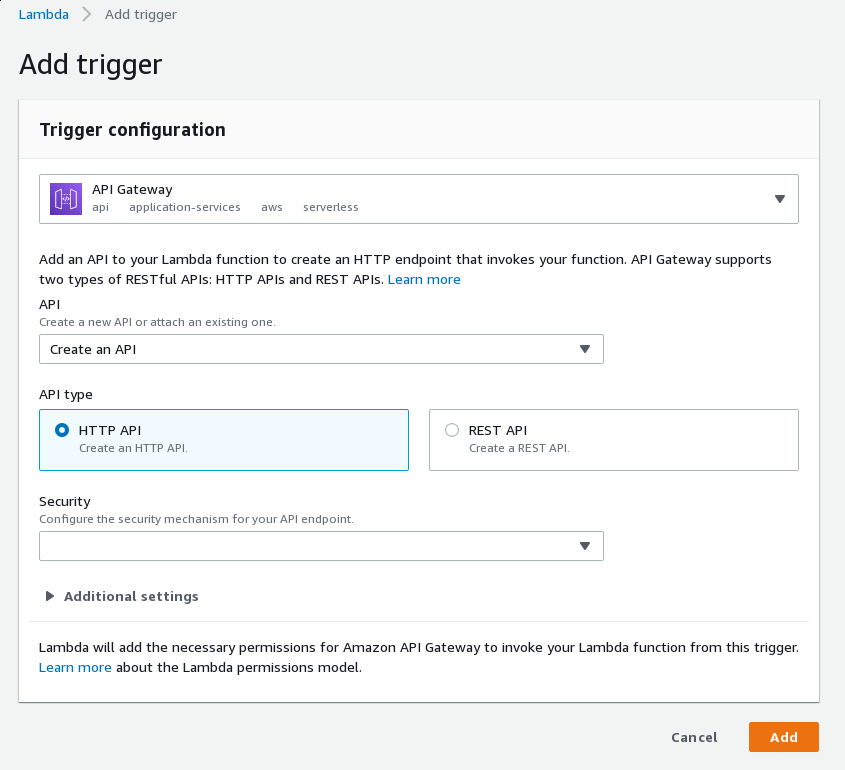 Lambda > Add trigger
Add trigger
Trigger configuration
API Gateway
api application-services aws serverless
Add an API to your Lambda function to create an HTTP endpoint that invokes your function. API Gateway supports
two types of RESTful APIs: HTTP APIs and REST APIs. Learn more
API
Create a new API or attach an existing one.
Create an API
API type
HTTP API
Create an HTTP API.
REST API
Create a REST API.
Security
Configure the security mechanism for your API endpoint.
Additional settings
Lambda will add the necessary permissions for Amazon API Gateway to invoke your Lambda function from this trigger.
Learn more about the Lambda permissions model.
Cancel
Add